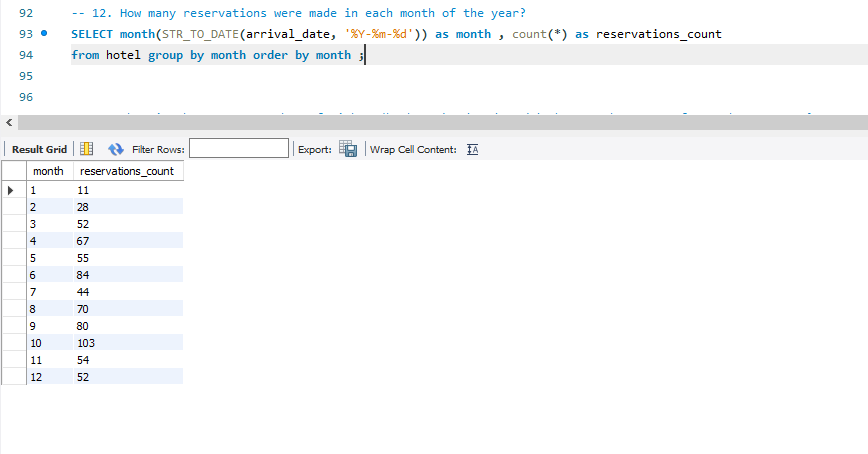 92 -- 12. How many reservations were made in each month of the year?
93 SELECT month(STR_TO_DATE(arrival_date, '%Y-%m-%d')) as month , count(*) as reservations_count
94 from hotel group by month order by month ;
95
96
Result Grid Filter Rows: Export: Wrap Cell Content:
month reservations_count
1 11
2 28
3 52
4 67
5 55
6 84
7 44
8 70
9 80
10 103
11 54
12 52